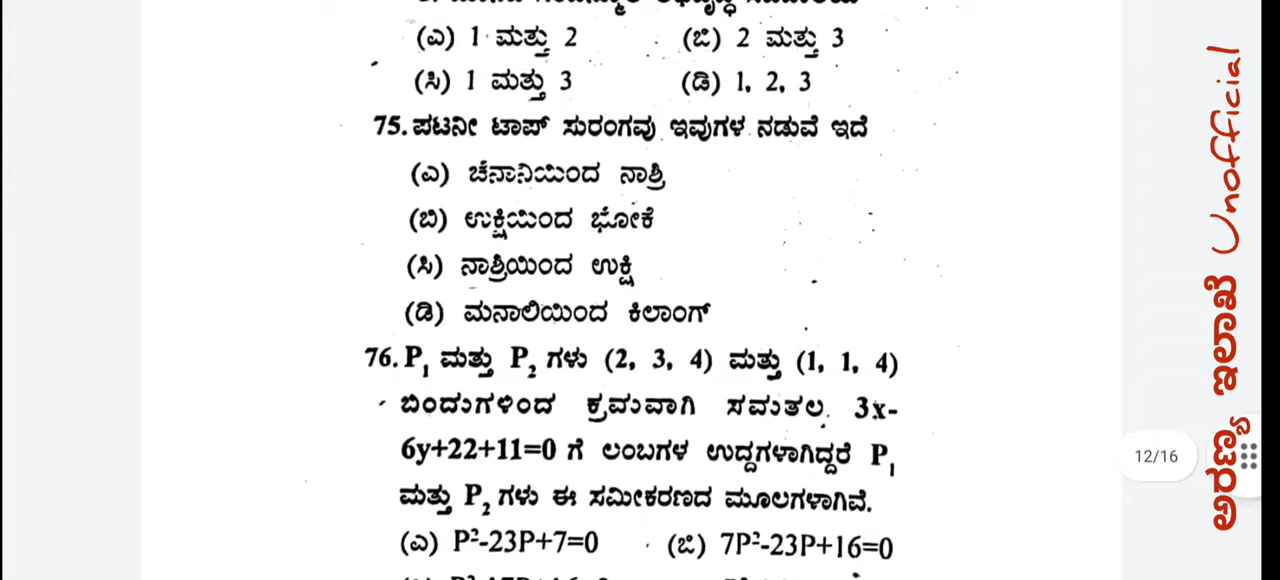 (ಎ) 1 ಮತ್ತು 2 (ಬಿ) 2 ಮತ್ತು 3
(ಸಿ) 1 ಮತ್ತು 3 (ಡಿ) 1, 2, 3
75. ಪಟನೀ ಟಾಪ್ ಸುರಂಗವು ಇವುಗಳ ನಡುವೆ ಇದೆ
(ಎ) ಚೆನಾನಿಯಿಂದ ನಾಶ್ರಿ
(ಬಿ) ಉಕ್ಷಿಯಿಂದ ಭೋಕೆ
(ಸಿ) ನಾಶ್ರಿಯಿಂದ ಉಕ್ಷಿ
(ಡಿ) ಮನಾಲಿಯಿಂದ ಕಿಲಾಂಗ್
76. P₁ ಮತ್ತು P₂ ಗಳು (2, 3, 4) ಮತ್ತು (1, 1, 4)
ಬಿಂದುಗಳಿಂದ ಕ್ರಮವಾಗಿ ಸಮತಲ 3x-
6y+22+11=0 ಗೆ ಲಂಬಗಳ ಉದ್ದಗಳಾಗಿದ್ದರೆ P₁
ಮತ್ತು P₂ ಗಳು ಈ ಸಮೀಕರಣದ ಮೂಲಗಳಾಗಿವೆ.
(ಎ) P²-23P+7=0 (ಬಿ) 7P²-23P+16=0
12/16
ಅರಣ್ಯ ಇಲಾಖೆ Unofficial